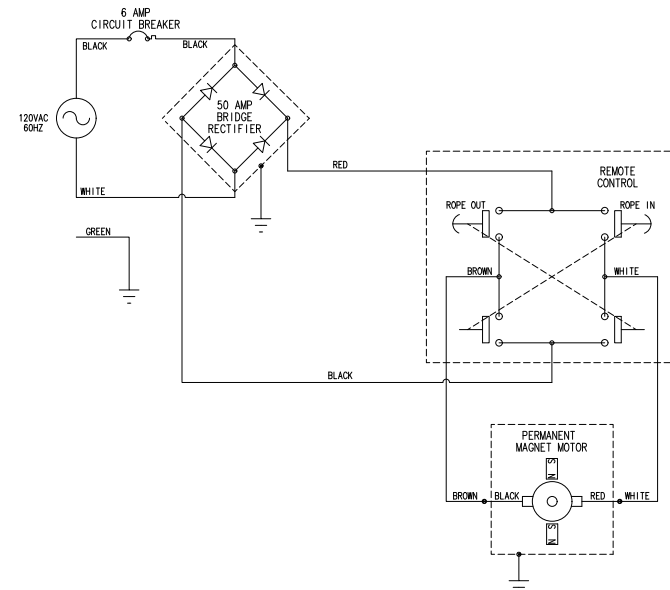 6 AMP
CIRCUIT BREAKER
BLACK
BLACK
50 AMP
BRIDGE
RECTIFIER
120VAC
60HZ
WHITE
RED
REMOTE
CONTROL
ROPE OUT
ROPE IN
GREEN
BROWN
WHITE
BLACK
PERMANENT
MAGNET MOTOR
S N
BROWN
BLACK
RED
WHITE
S N